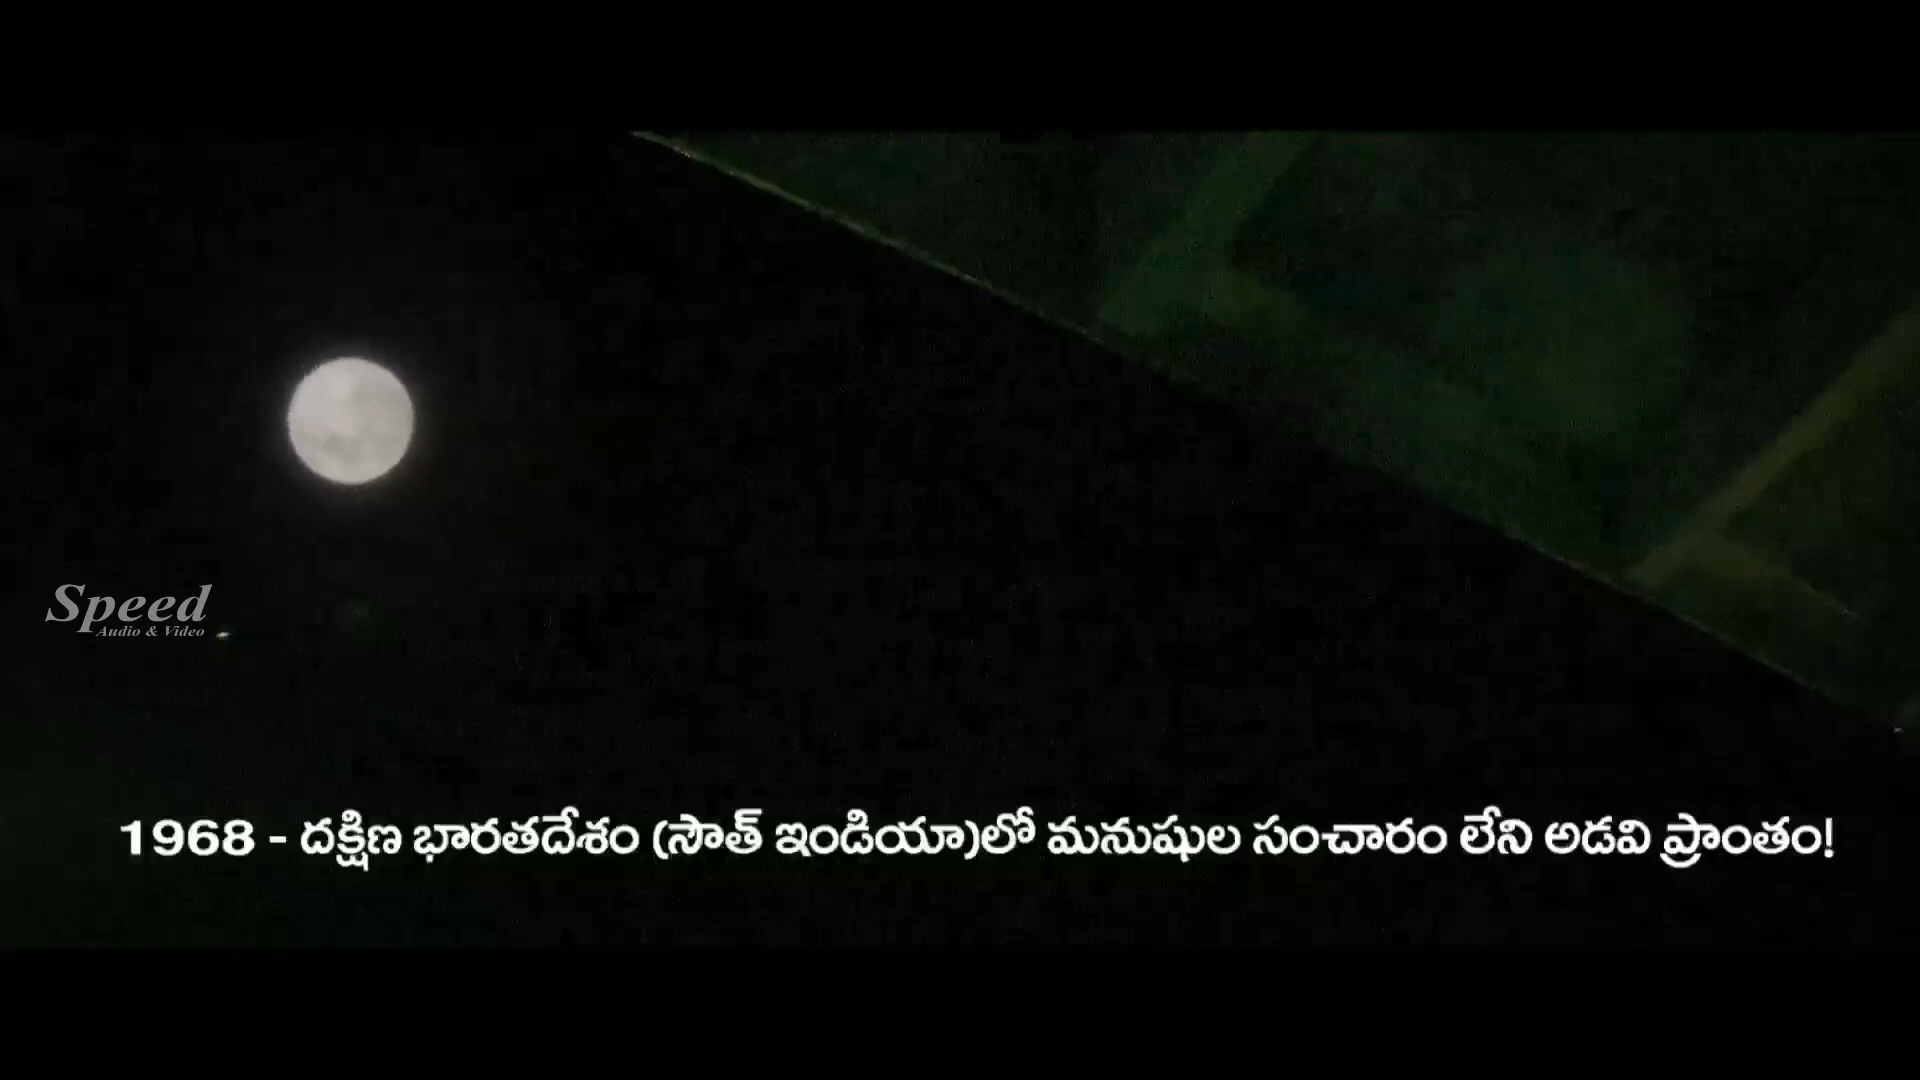 Speed
Audio & Video
1968 - దక్షిణ భారతదేశం (సౌత్ ఇండియా)లో మనుషుల సంచారం లేని అడవి ప్రాంతం!